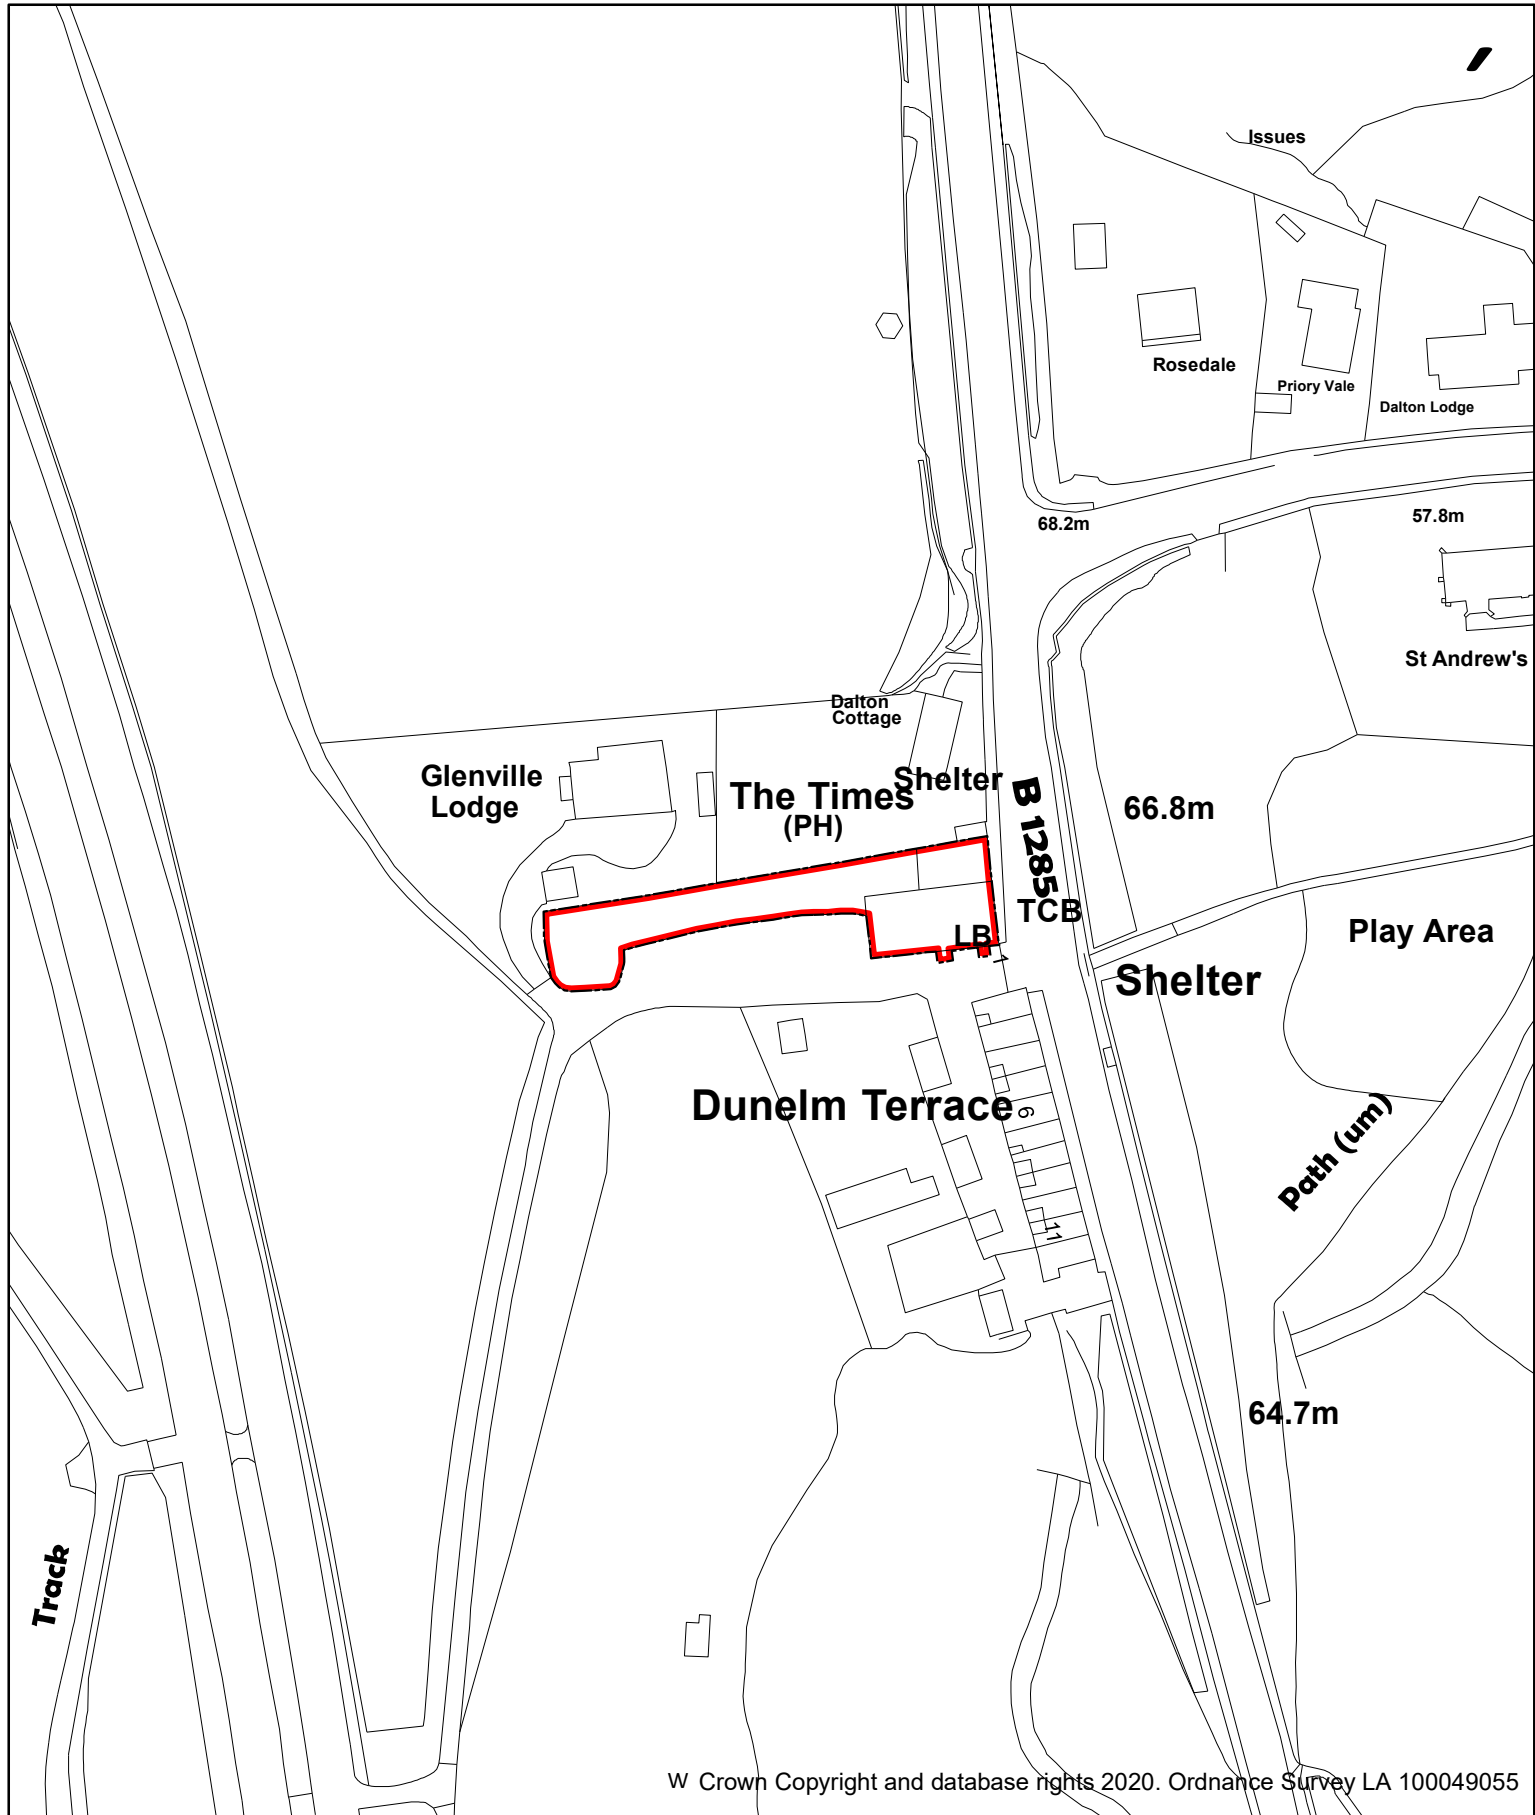 Issues
Rosedale
Priory Vale
Dalton Lodge
68.2m
57.8m
St Andrew's
Dalton
Cottage
Glenville
Lodge
The Times
(PH)
Shelter
B 1285
66.8m
TCB
LB
1
Play Area
Shelter
Dunelm Terrace
6
Path (um)
11
64.7m
Track
W Crown Copyright and database rights 2020. Ordnance Survey LA 100049055